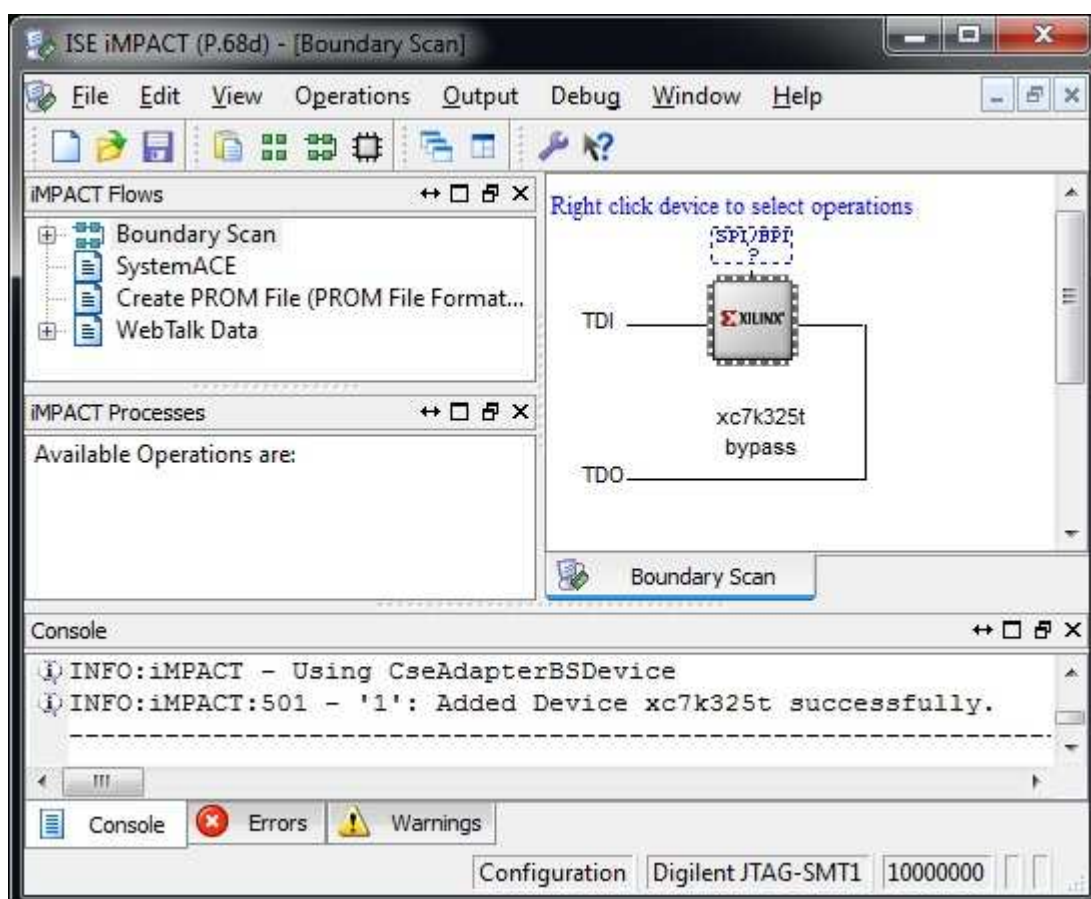 ISE iMPACT (P.68d) - [Boundary Scan]
File Edit View Operations Output Debug Window Help
iMPACT Flows
Boundary Scan
SystemACE
Create PROM File (PROM File Format...
WebTalk Data
iMPACT Processes
Available Operations are:
Right click device to select operations
SPI/BPI
?
TDI
XILINX
xc7k325t
bypass
TDO
Boundary Scan
Console
INFO:iMPACT - Using CseAdapterBSDevice
INFO:iMPACT:501 - '1': Added Device xc7k325t successfully.
----------------------------------------------------------------------
Console Errors Warnings
Configuration Digilent JTAG-SMT1 10000000